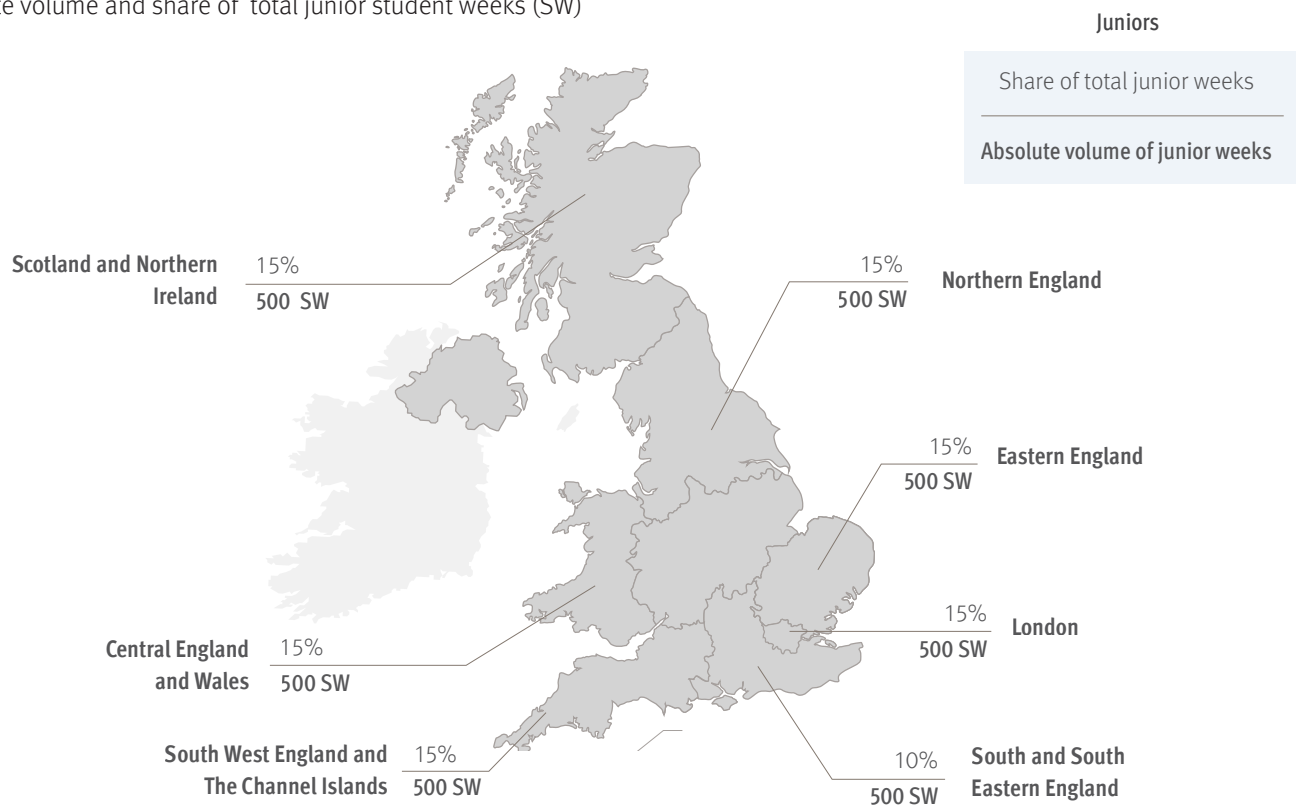 e volume and share of total junior student weeks (SW)
Juniors
Share of total junior weeks
Absolute volume of junior weeks
Scotland and Northern
Ireland
15%
500 SW
15%
500 SW
Northern England
15%
500 SW
Eastern England
15%
500 SW
London
Central England
and Wales
15%
500 SW
South West England and
The Channel Islands
15%
500 SW
10%
500 SW
South and South
Eastern England